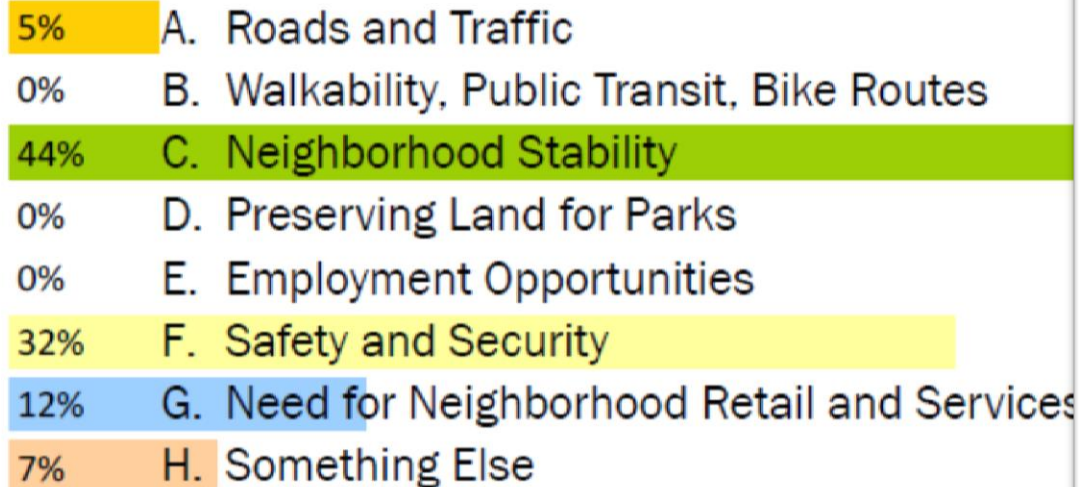 5% A. Roads and Traffic
0% B. Walkability, Public Transit, Bike Routes
44% C. Neighborhood Stability
0% D. Preserving Land for Parks
0% E. Employment Opportunities
32% F. Safety and Security
12% G. Need for Neighborhood Retail and Services
7% H. Something Else